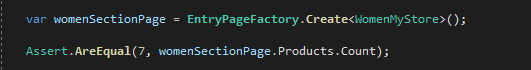 var womenSectionPage = EntryPageFactory.Create<WomenMyStore>();
Assert.AreEqual(7, womenSectionPage.Products.Count);